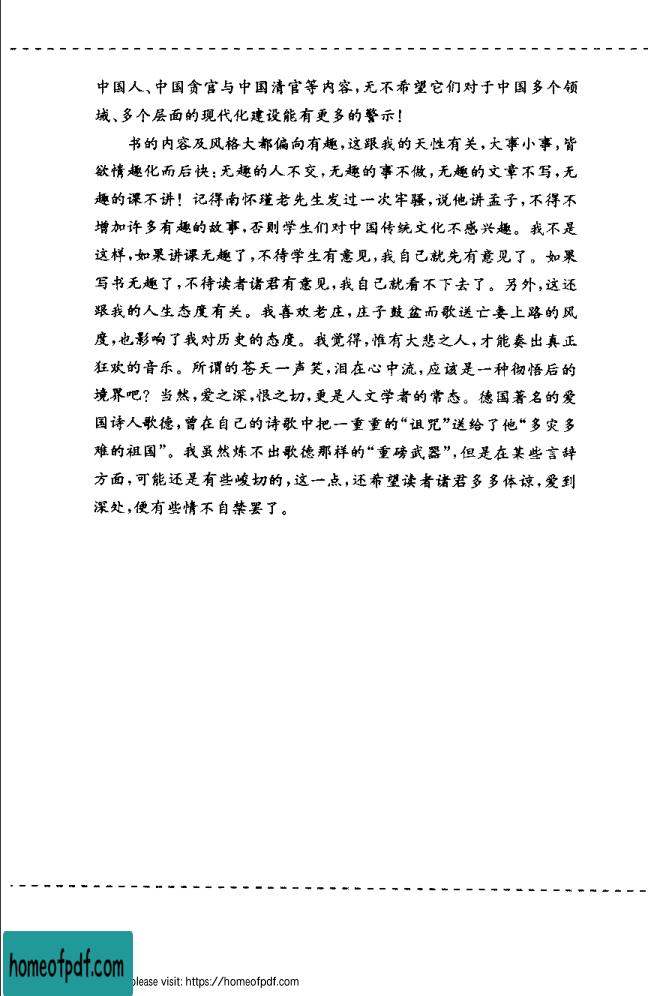 中国人、中国贪官与中国清官等内容,无不希望它们对于中国多个领
域、多个层面的现代化建设能有更多的警示!
书的内容及风格大都偏向有趣,这跟我的天性有关,大事小事,皆
欲情趣化而后快:无趣的人不交,无趣的事不做,无趣的文章不写,无
趣的课不讲!记得南怀瑾老先生发过一次牢骚,说他讲孟子,不得不
增加许多有趣的故事,否则学生们对中国传统文化不感兴趣。我不是
这样,如果讲课无趣了,不待学生有意见,我自己就先有意见了。如果
写书无趣了,不待读者诸君有意见,我自己就看不下去了。另外,这还
跟我的人生态度有关。我喜欢老庄,庄子鼓盆而歌送亡妻上路的风
度,也影响了我对历史的态度。我觉得,惟有大悲之人,才能奏出真正
狂欢的音乐。所谓的苍天一声笑,泪在心中流,应该是一种彻悟后的
境界吧?当然,爱之深,恨之切,更是人文学者的常态。德国著名的爱
国诗人歌德,曾在自己的诗歌中把一重重的“诅咒”送给了他“多灾多
难的祖国”。我虽然炼不出歌德那样的“重磅武器”,但是在某些言辞
方面,可能还是有些峻切的,这一点,还希望读者诸君多多体谅,爱到
深处,便有些情不自禁罢了。
homeofpdf.com
please visit: https://homeofpdf.com